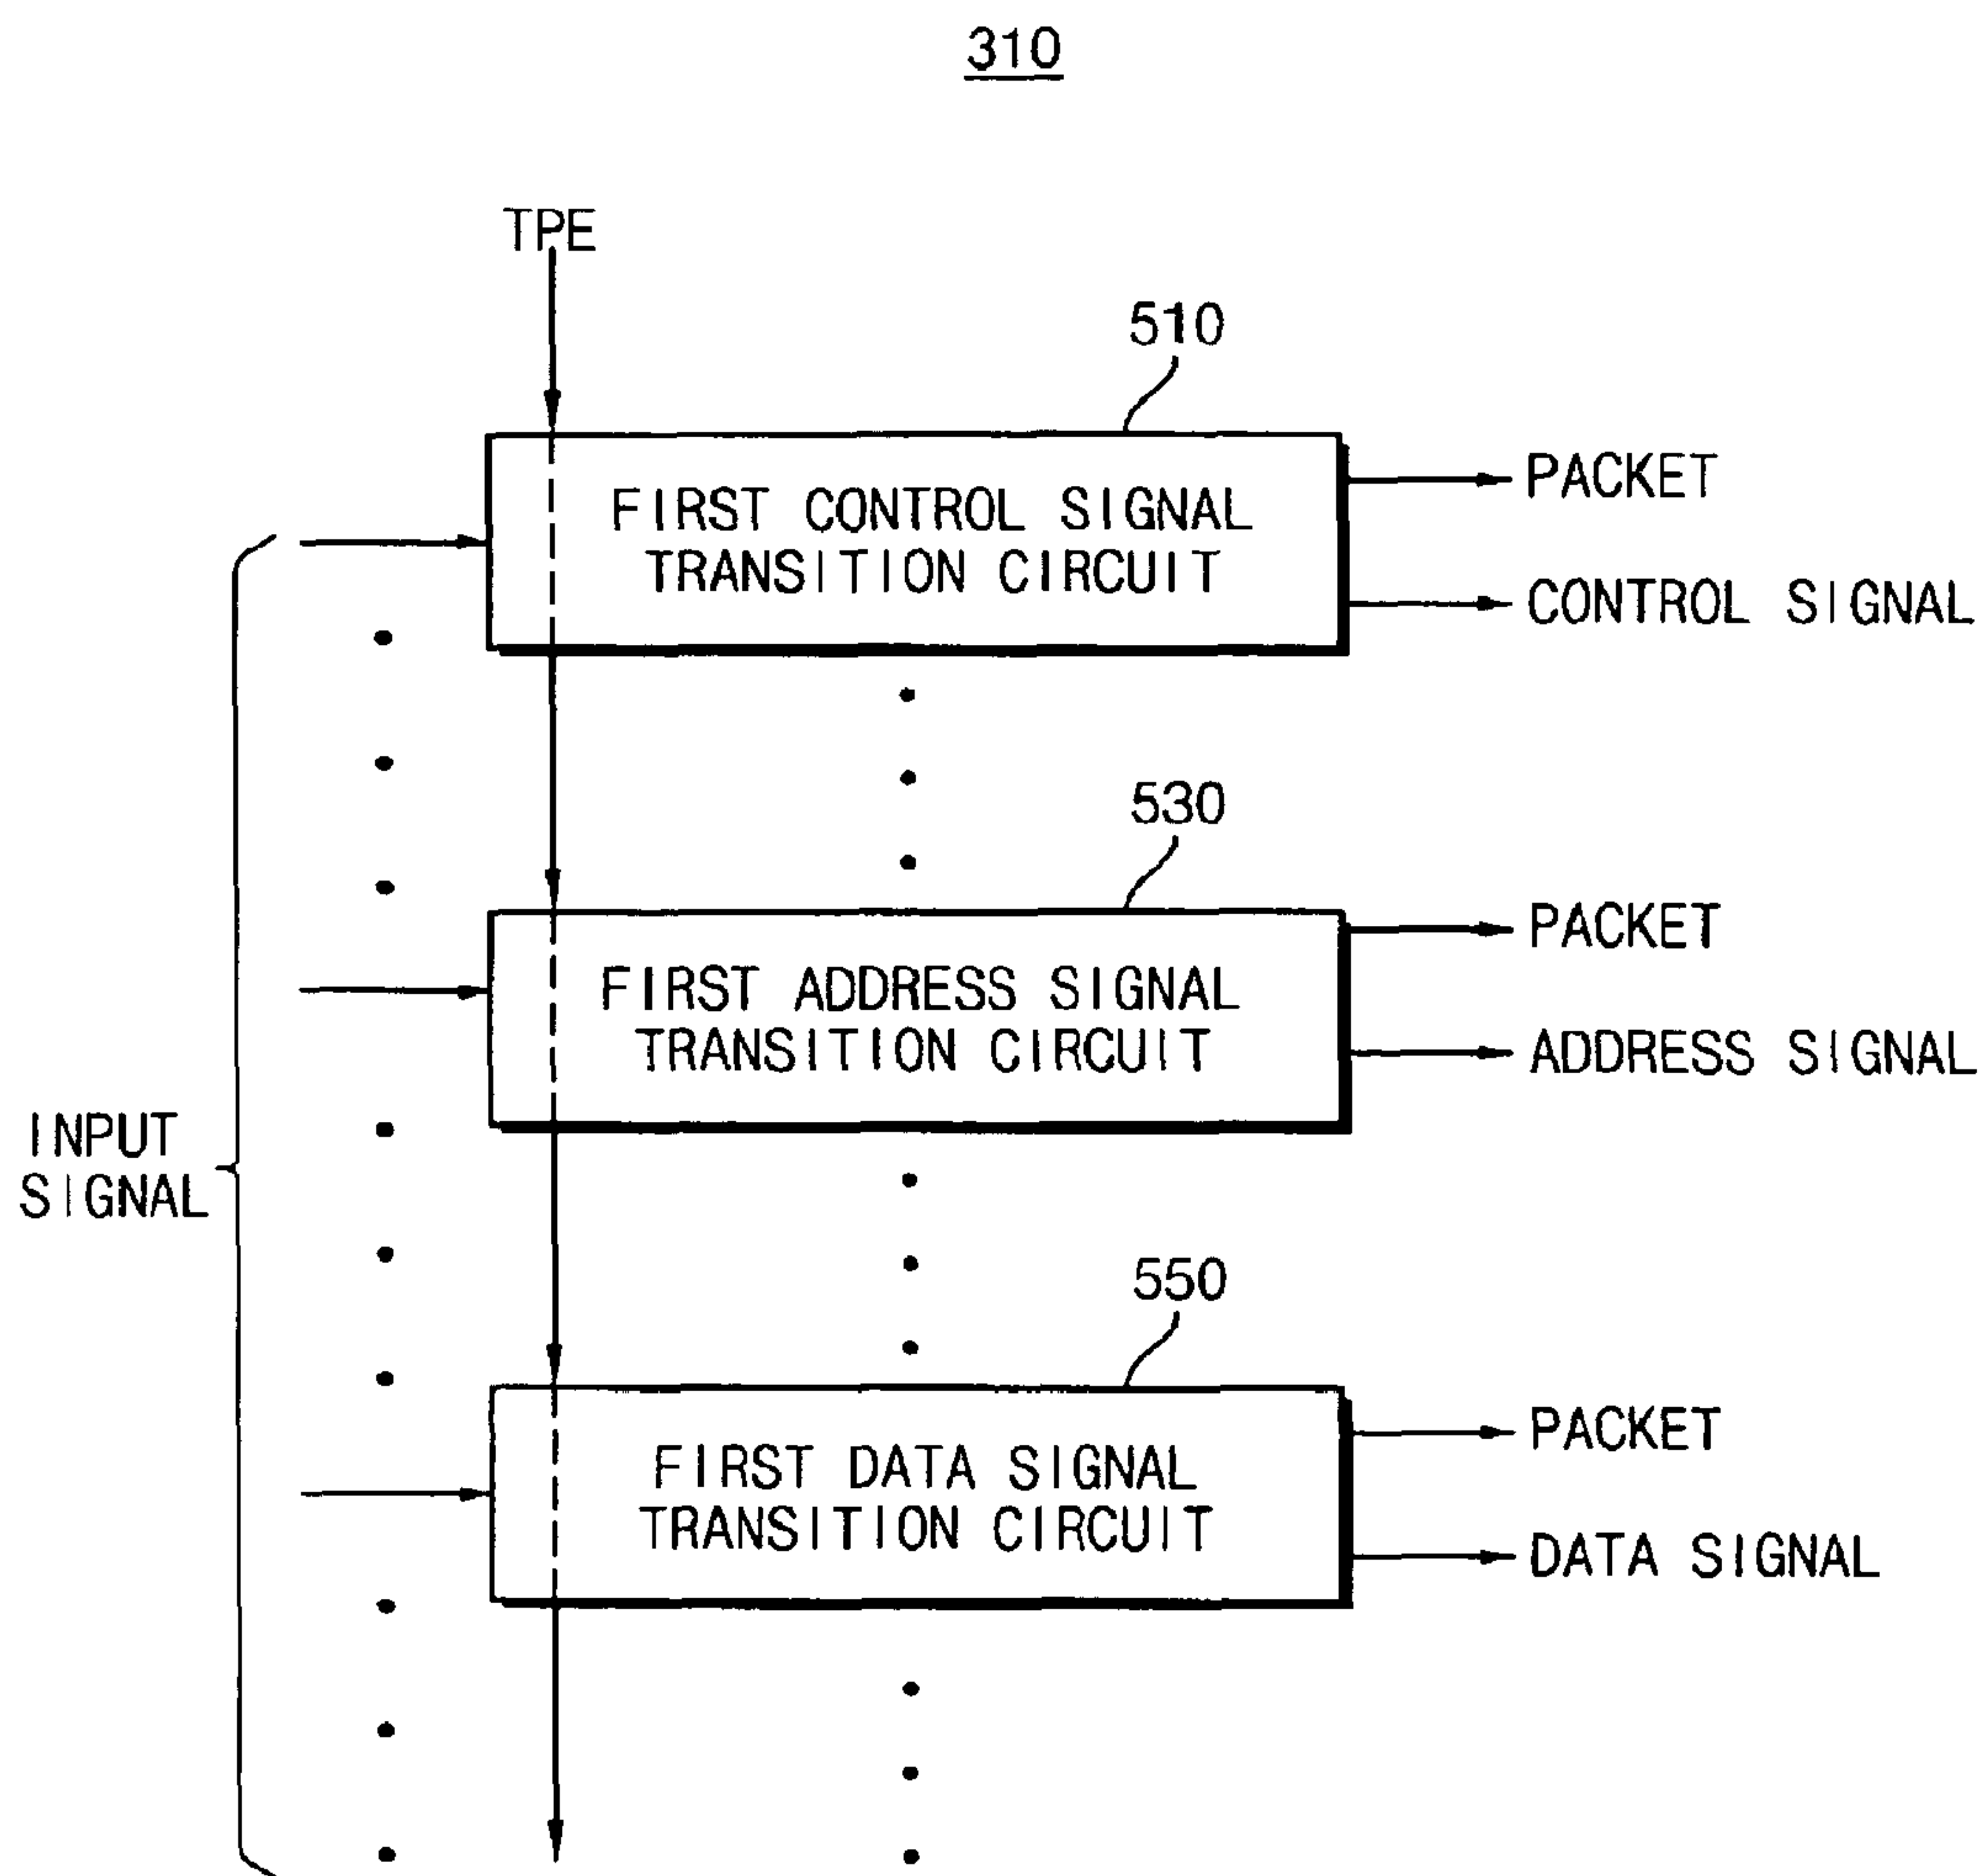 310
TPE
510
FIRST CONTROL SIGNAL
TRANSITION CIRCUIT
PACKET
CONTROL SIGNAL
530
FIRST ADDRESS SIGNAL
TRANSITION CIRCUIT
PACKET
ADDRESS SIGNAL
INPUT
SIGNAL
550
FIRST DATA SIGNAL
TRANSITION CIRCUIT
PACKET
DATA SIGNAL